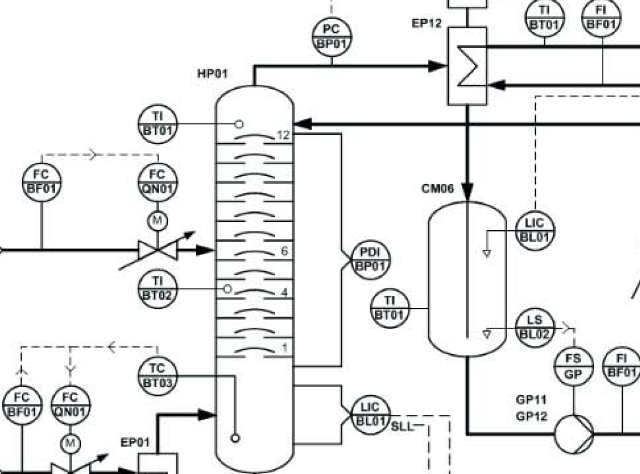 TI
BT01
FI
BF01
EP12
PC
BP01
HP01
TI
BT01
12
FC
BF01
FC
QN01
M
CM06
LIC
BL01
6
PDI
BP01
TI
BT02
4
TI
BT01
LS
BL02
1
TC
BT03
FS
GP
FI
BF01
FC
BF01
FC
QN01
M
GP11
GP12
LIC
BL01
SLL
EP01